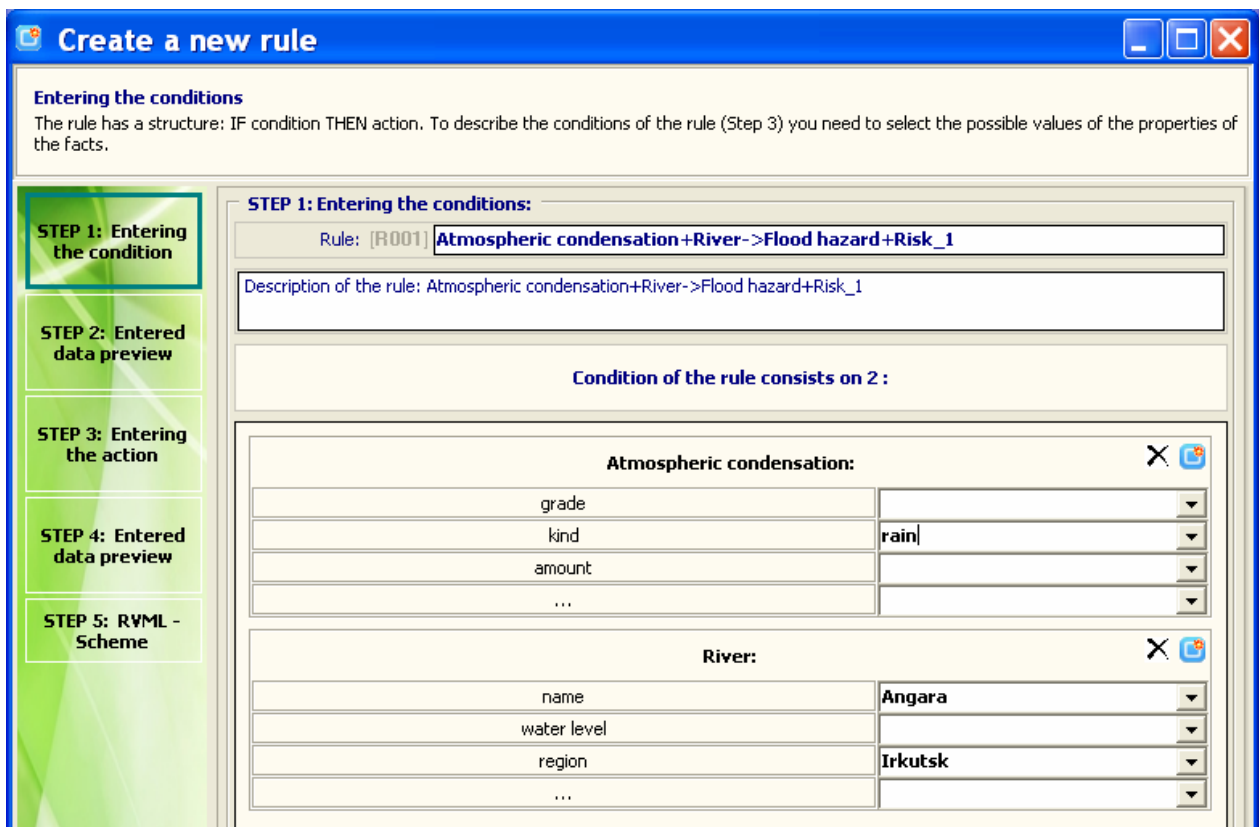 Create a new rule
Entering the conditions
The rule has a structure: IF condition THEN action. To describe the conditions of the rule (Step 3) you need to select the possible values of the properties of
the facts.
STEP 1: Entering
the condition
STEP 2: Entered
data preview
STEP 3: Entering
the action
STEP 4: Entered
data preview
STEP 5: RVML -
Scheme
STEP 1: Entering the conditions:
Rule: [R001] Atmospheric condensation+River->Flood hazard+Risk_1
Description of the rule: Atmospheric condensation+River->Flood hazard+Risk_1
Condition of the rule consists on 2 :
Atmospheric condensation:
grade
kind rain
amount
...
River:
name Angara
water level
region Irkutsk
...